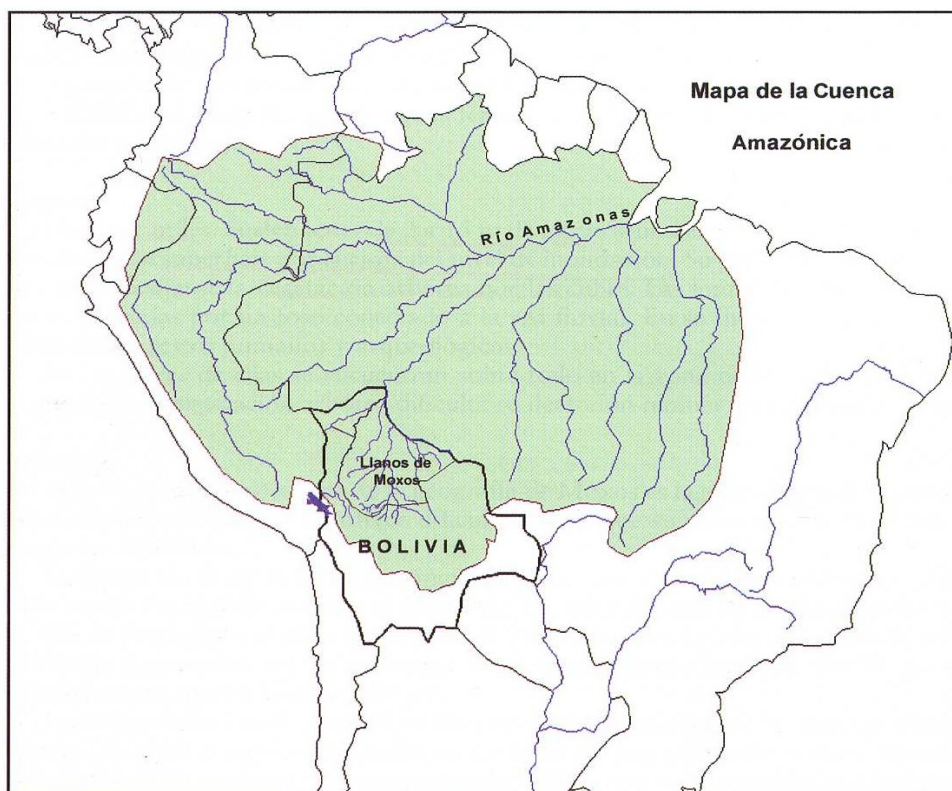 Mapa de la Cuenca
Amazónica
Río Amazonas
Llanos de
Moxos
BOLIVIA